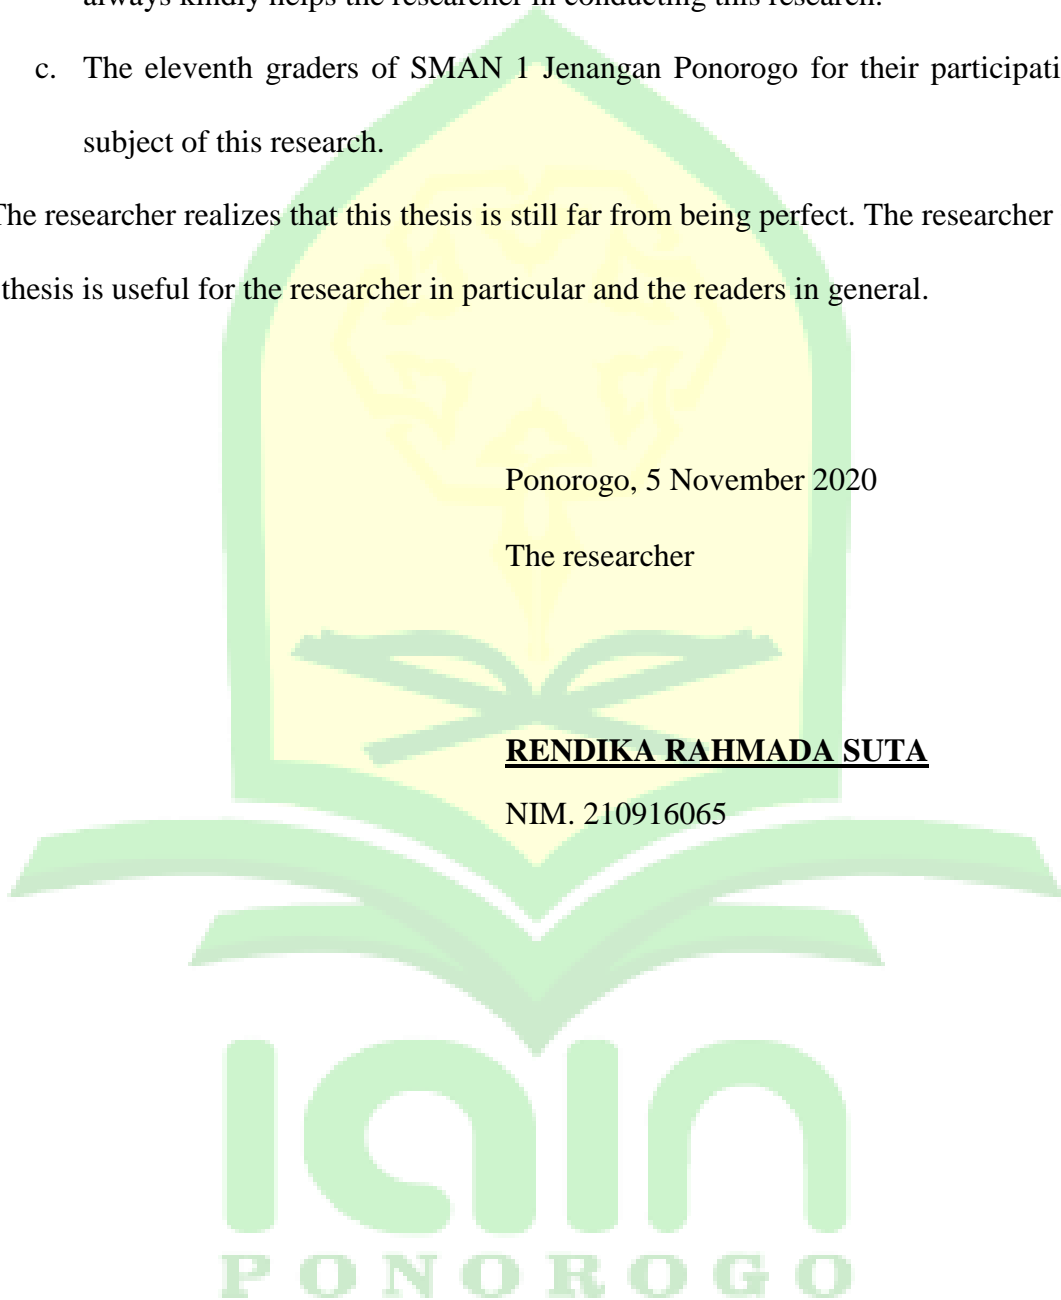 always kindly helps the researcher in conducting this research.
c. The eleventh graders of SMAN 1 Jenangan Ponorogo for their participati
subject of this research.
The researcher realizes that this thesis is still far from being perfect. The researcher
thesis is useful for the researcher in particular and the readers in general.
Ponorogo, 5 November 2020
The researcher
RENDIKA RAHMADA SUTA
NIM. 210916065
iain
PONOROGO